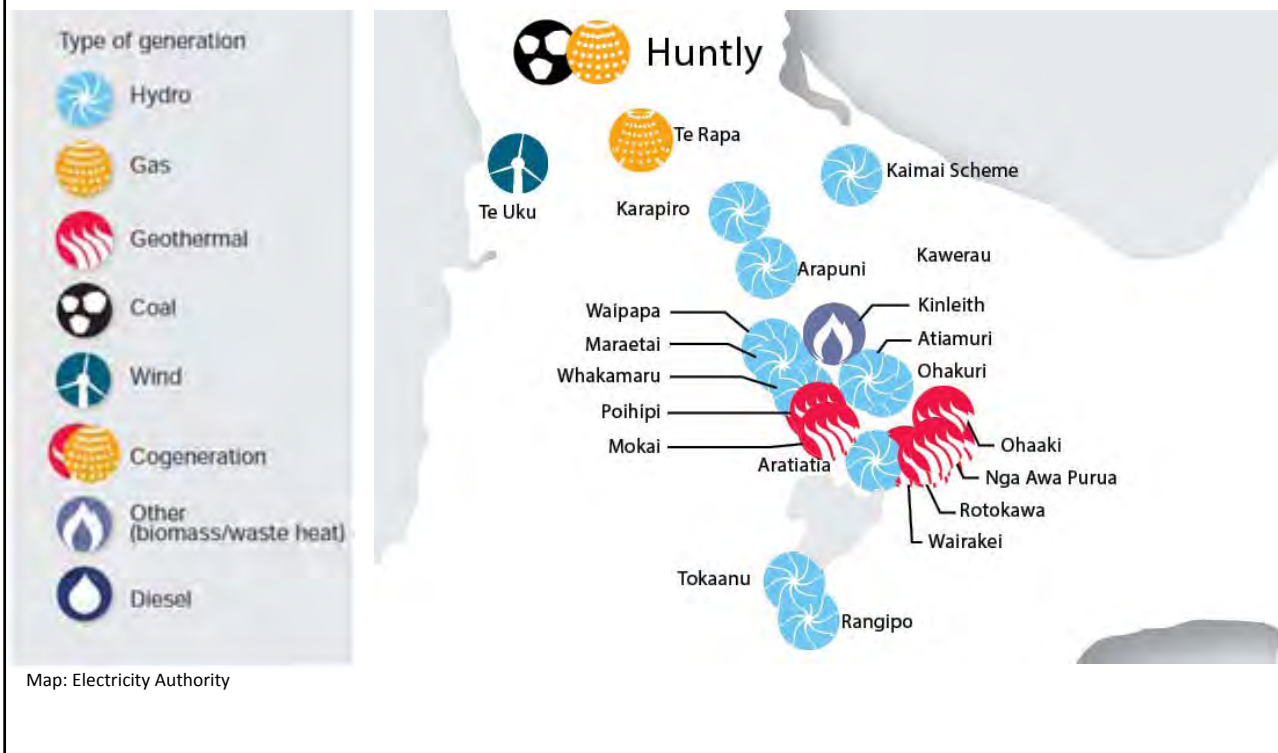 Type of generation
Hydro
Gas
Geothermal
Coal
Wind
Cogeneration
Other
(biomass/waste heat)
Diesel
Huntly
Te Rapa
Kaimai Scheme
Te Uku
Karapiro
Arapuni
Kawerau
Waipapa
Kinleith
Maraetai
Atiamuri
Whakamaru
Ohakuri
Poihipi
Mokai
Ohaaki
Aratiatia
Nga Awa Purua
Rotokawa
Wairakei
Tokaanu
Rangipo
Map: Electricity Authority